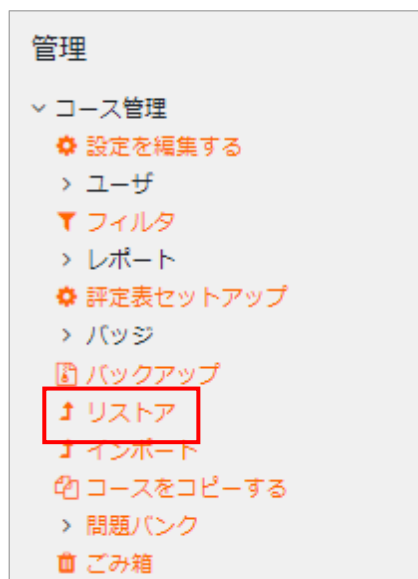 管理
コース管理
設定を編集する
ユーザ
フィルタ
レポート
評定表セットアップ
バッジ
バックアップ
リストア
インポート
コースをコピーする
問題バンク
ごみ箱